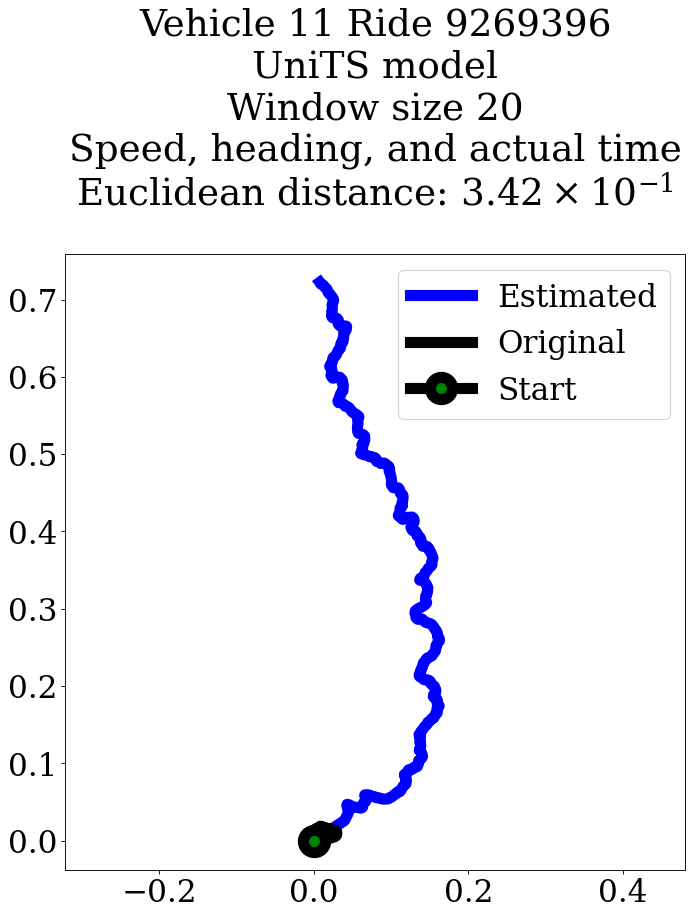 Vehicle 11 Ride 9269396
UniTS model
Window size 20
Speed, heading, and actual time
Euclidean distance: 3.42 × 10⁻¹
Estimated
Original
Start
0.7
0.6
0.5
0.4
0.3
0.2
0.1
0.0
−0.2 0.0 0.2 0.4